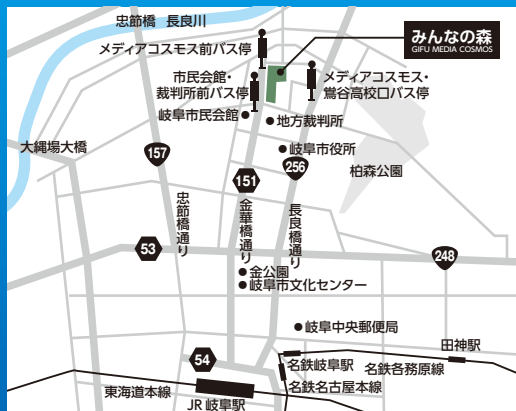 忠節橋
長良川
みんなの森
GIFU MEDIA COSMOS
メディアコスモス前バス停
市民会館・
裁判所前バス停
メディアコスモス・
鶯谷高校口バス停
岐阜市民会館
地方裁判所
大縄場大橋
157
岐阜市役所
256
柏森公園
151
忠節橋通り
金華橋通り
長良橋通り
53
248
金公園
岐阜市文化センター
岐阜中央郵便局
田神駅
54
名鉄岐阜駅
名鉄各務原線
名鉄名古屋本線
東海道本線
JR岐阜駅